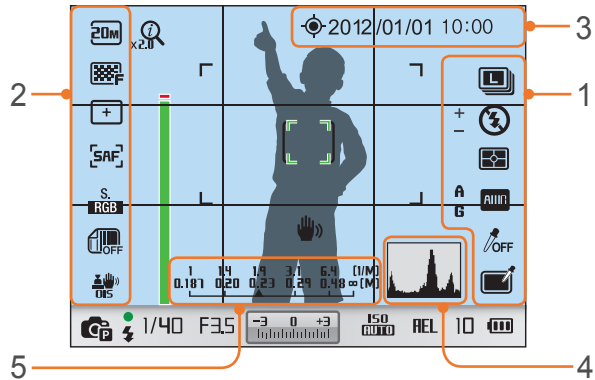 3
2012/01/01 10:00
2
20M
x2.0
1
L
F
+
+
−
SAF
S.
RGB
A
G
AWB
OFF
OFF
OIS
1 1.4 1.9 3.1 6.4 [1/M]
0.187 0.20 0.23 0.29 0.48 ∞ [M]
P
1/40 F3.5
-3 0 +3
ISO
AUTO
AEL
10
5
4